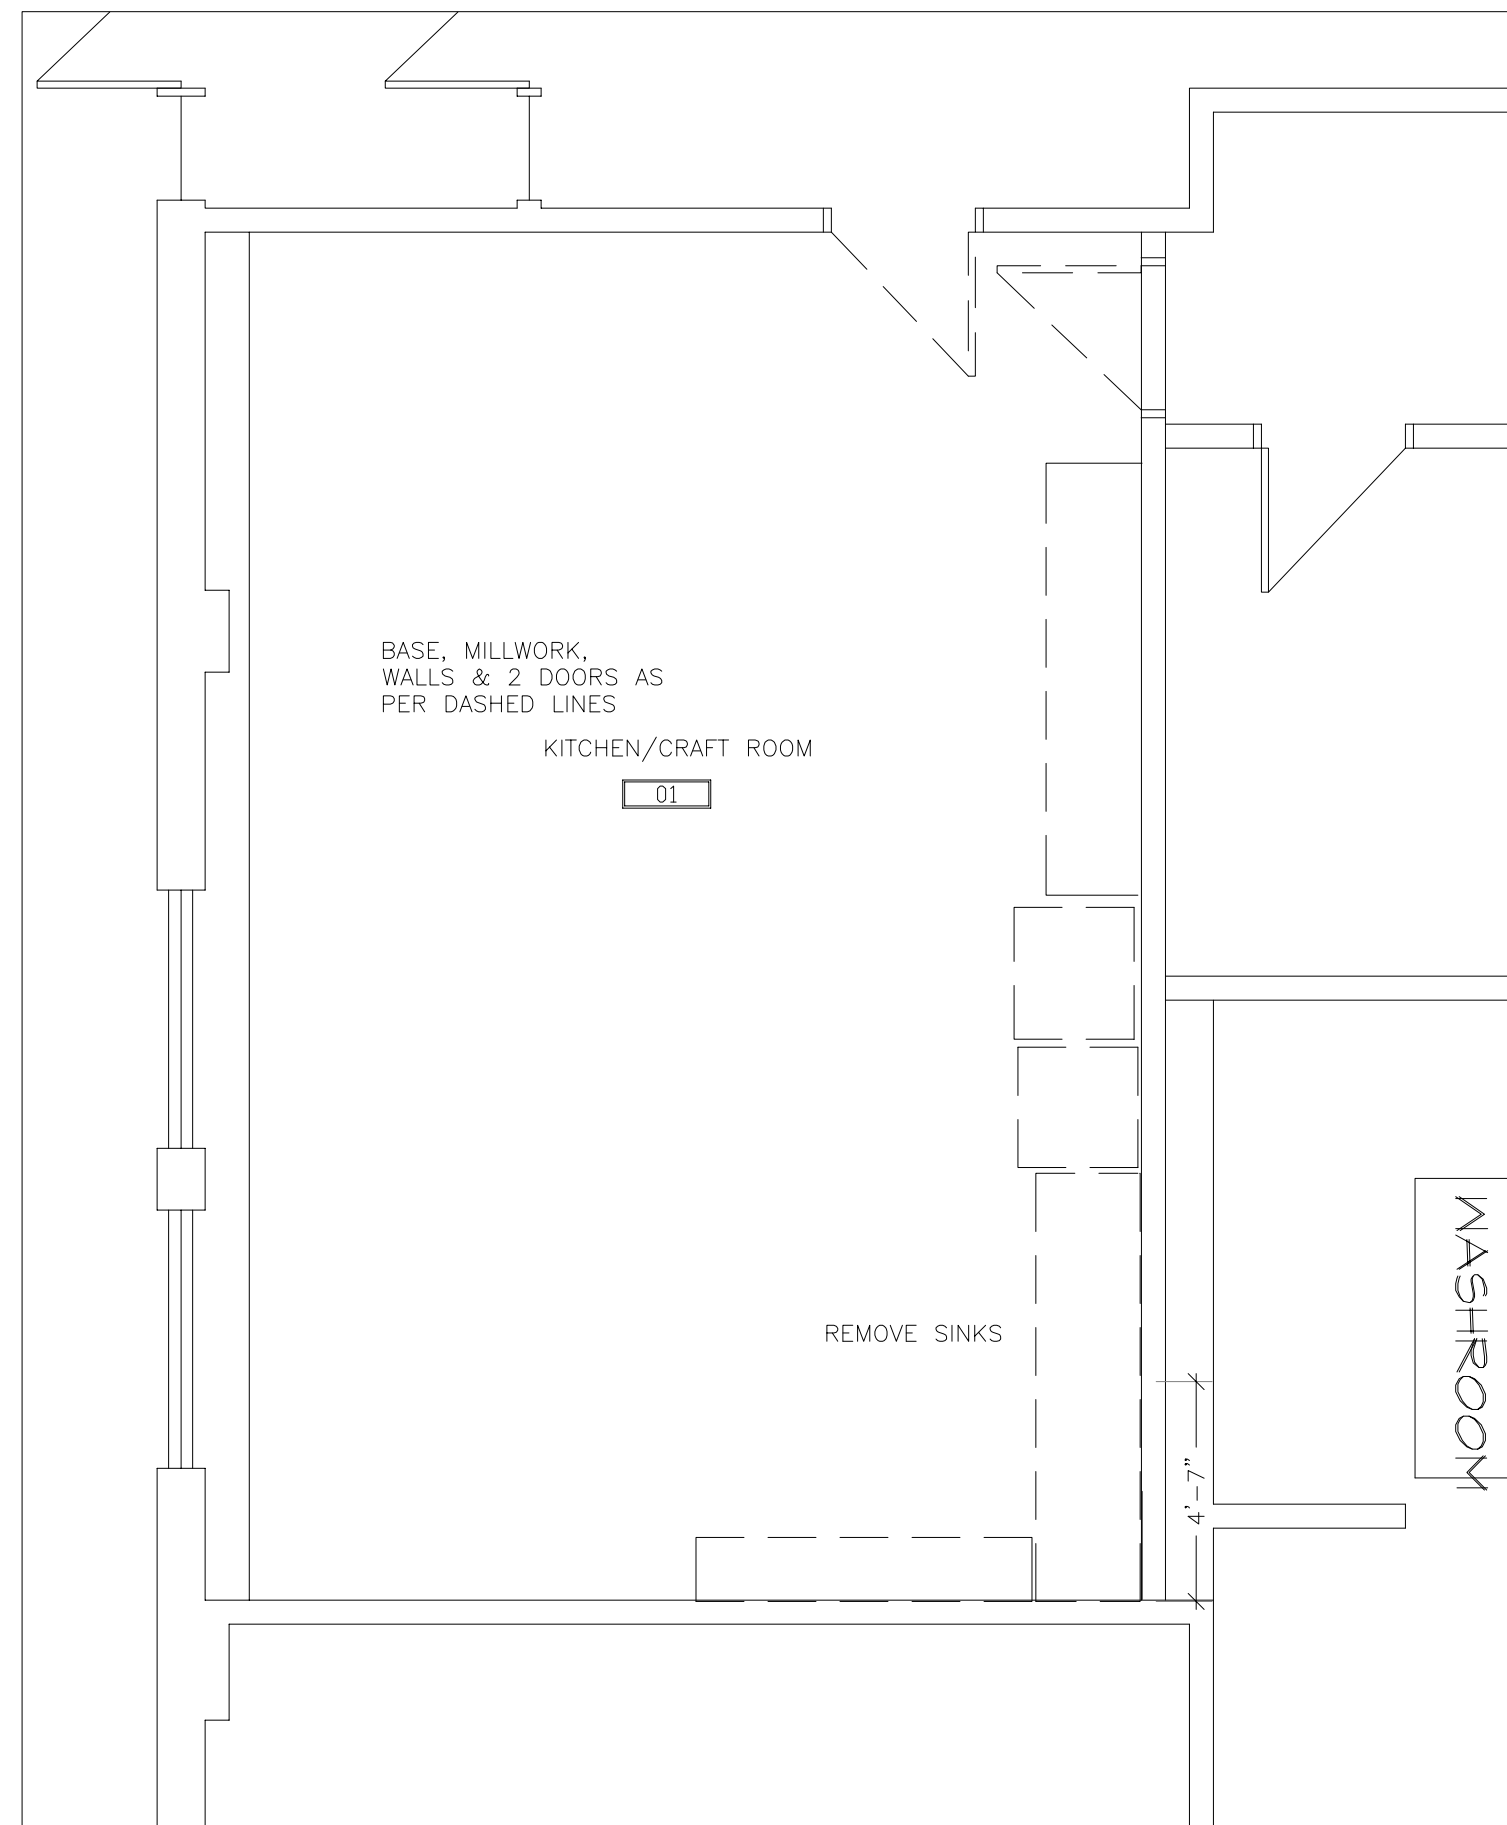 BASE, MILLWORK,
WALLS & 2 DOORS AS
PER DASHED LINES
KITCHEN/CRAFT ROOM
01
WASHROOM
REMOVE SINKS
4'-7"